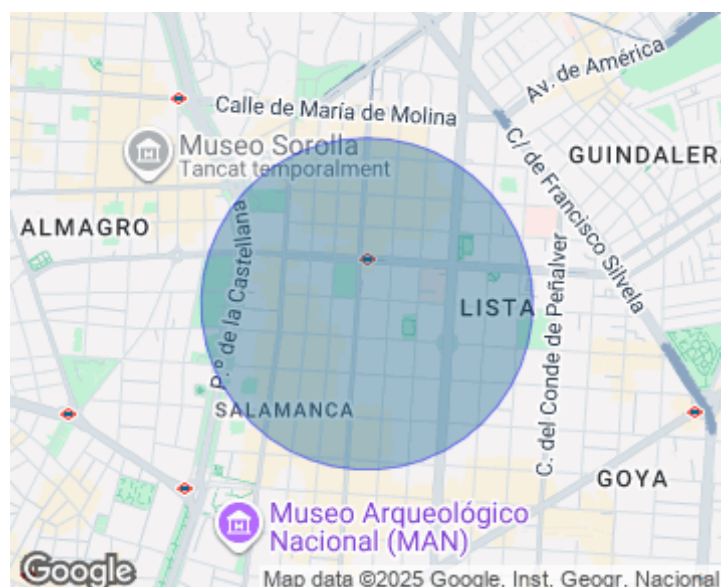 Av. de América
Calle de María de Molina
Museo Sorolla
Tancat temporalment
C/ de Francisco Silvela
GUINDALER
ALMAGRO
P.º de la Castellana
LISTA
C. del Conde de Peñalver
SALAMANCA
GOYA
Museo Arqueológico
Nacional (MAN)
Google
Map data ©2025 Google, Inst. Geogr. Nacional